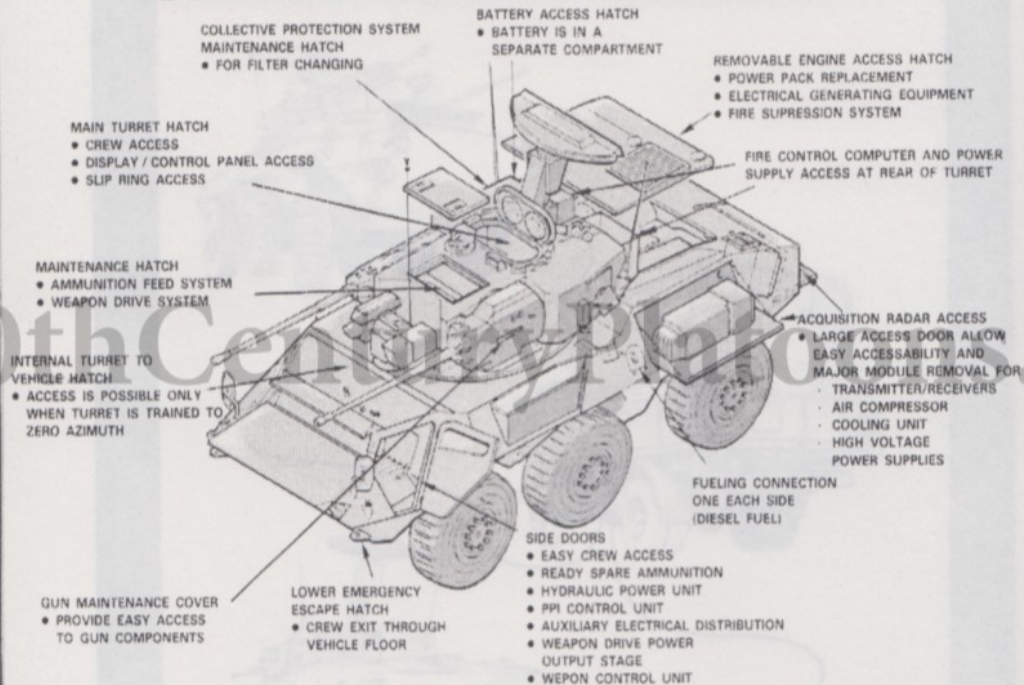 BATTERY ACCESS HATCH
• BATTERY IS IN A
SEPARATE COMPARTMENT
COLLECTIVE PROTECTION SYSTEM
MAINTENANCE HATCH
• FOR FILTER CHANGING
REMOVABLE ENGINE ACCESS HATCH
• POWER PACK REPLACEMENT
• ELECTRICAL GENERATING EQUIPMENT
• FIRE SUPRESSION SYSTEM
MAIN TURRET HATCH
• CREW ACCESS
• DISPLAY / CONTROL PANEL ACCESS
• SLIP RING ACCESS
FIRE CONTROL COMPUTER AND POWER
SUPPLY ACCESS AT REAR OF TURRET
MAINTENANCE HATCH
• AMMUNITION FEED SYSTEM
• WEAPON DRIVE SYSTEM
0thCenturyPlatoons.
ACQUISITION RADAR ACCESS
• LARGE ACCESS DOOR ALLOW
EASY ACCESSABILITY AND
MAJOR MODULE REMOVAL FOR
· TRANSMITTER/RECEIVERS
· AIR COMPRESSOR
· COOLING UNIT
· HIGH VOLTAGE
POWER SUPPLIES
INTERNAL TURRET TO
VEHICLE HATCH
• ACCESS IS POSSIBLE ONLY
WHEN TURRET IS TRAINED TO
ZERO AZIMUTH
FUELING CONNECTION
ONE EACH SIDE
(DIESEL FUEL)
SIDE DOORS
• EASY CREW ACCESS
• READY SPARE AMMUNITION
• HYDRAULIC POWER UNIT
• PPI CONTROL UNIT
• AUXILIARY ELECTRICAL DISTRIBUTION
• WEAPON DRIVE POWER
OUTPUT STAGE
• WEPON CONTROL UNIT
LOWER EMERGENCY
ESCAPE HATCH
• CREW EXIT THROUGH
VEHICLE FLOOR
GUN MAINTENANCE COVER
• PROVIDE EASY ACCESS
TO GUN COMPONENTS